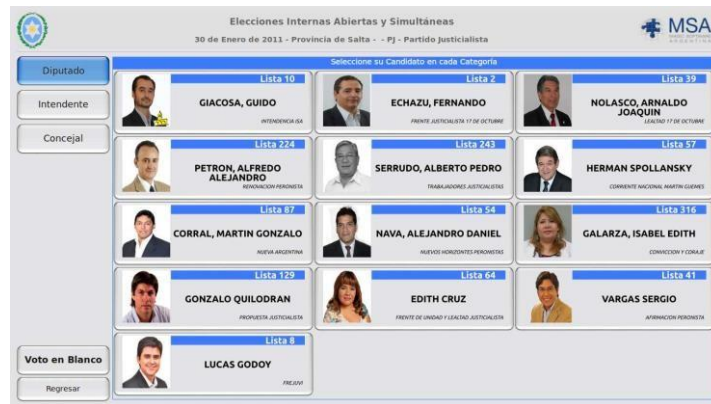 Elecciones Internas Abiertas y Simultáneas
30 de Enero de 2011 - Provincia de Salta - - PJ - Partido Justicialista
MSA
Seleccione su Candidato en cada Categoría
Diputado
Intendente
Concejal
Lista 10
GIACOSA, GUIDO
INTENDENCIA ISA
Lista 2
ECHAZU, FERNANDO
FRENTE JUSTICIALISTA 17 DE OCTUBRE
Lista 39
NOLASCO, ARNALDO
JOAQUIN
LEALTAD 17 DE OCTUBRE
Lista 224
PETRON, ALFREDO
ALEJANDRO
RENOVACION PERONISTA
Lista 243
SERRUDO, ALBERTO PEDRO
TRABAJADORES JUSTICIALISTAS
Lista 57
HERMAN SPOLLANSKY
CORRIENTE NACIONAL MARTIN GUEMES
Lista 87
CORRAL, MARTIN GONZALO
NUEVA ARGENTINA
Lista 54
NAVA, ALEJANDRO DANIEL
NUEVOS HORIZONTES PERONISTAS
Lista 316
GALARZA, ISABEL EDITH
CONVICCION Y CORAJE
Lista 129
GONZALO QUILODRAN
PROPUESTA JUSTICIALISTA
Lista 64
EDITH CRUZ
FRENTE DE UNIDAD Y LEALTAD JUSTICIALISTA
Lista 41
VARGAS SERGIO
AFIRMACION PERONISTA
Lista 8
LUCAS GODOY
FREJUVI
Voto en Blanco
Regresar